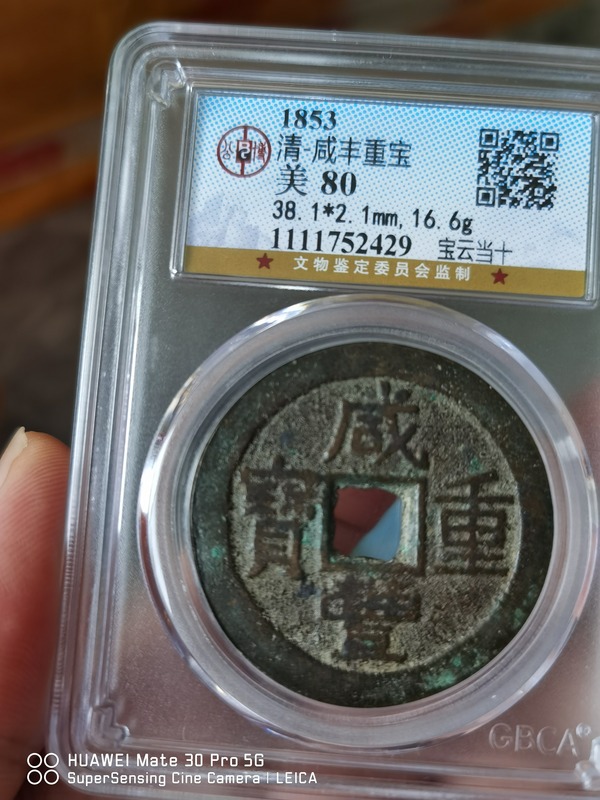 1853
清 咸丰重宝
美 80
38.1*2.1mm,16.6g
1111752429 宝云当十
★ 文物鉴定委员会监制 ★
咸
寶 重
豐
GBCA®
HUAWEI Mate 30 Pro 5G
SuperSensing Cine Camera | LEICA